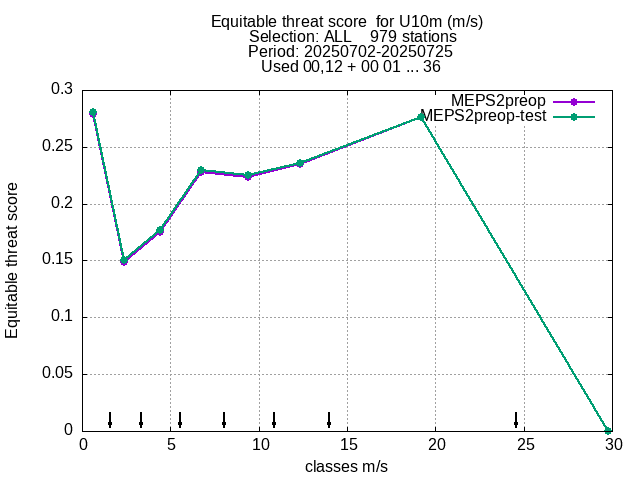 Equitable threat score  for U10m (m/s)
Selection: ALL    979 stations
Period: 20250702-20250725
Used 00,12 + 00 01 ... 36
MEPS2preop
MEPS2preop-test
Equitable threat score
0.3
0.25
0.2
0.15
0.1
0.05
0
0 5 10 15 20 25 30
classes m/s